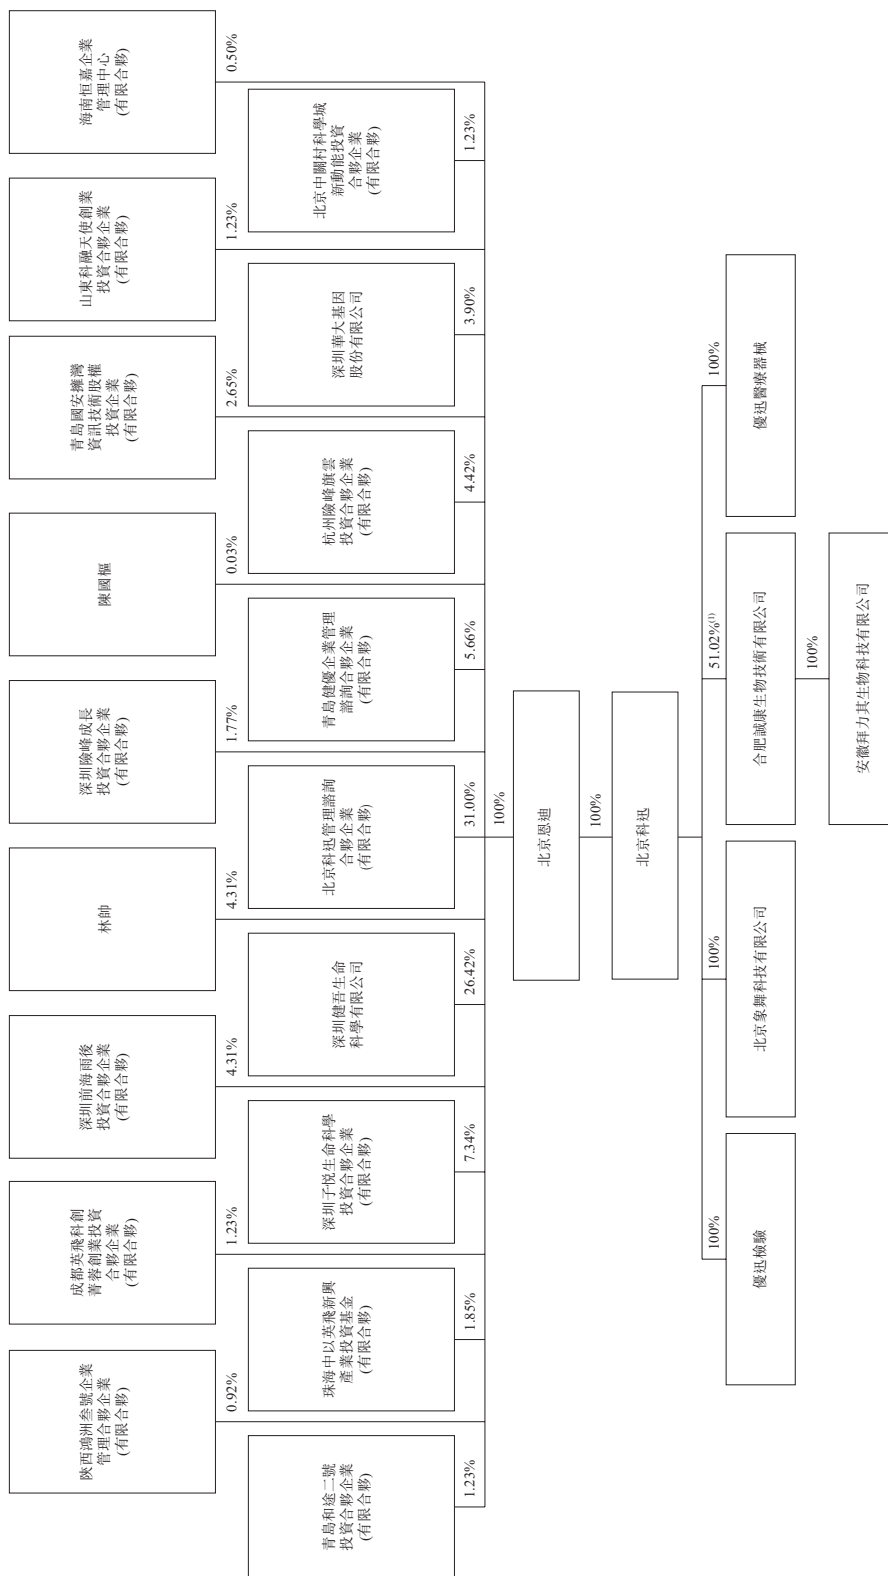 陝西鴻洲叁號企業
管理合夥企業
(有限合夥)
成都英飛科創
菁蓉創業投資
合夥企業
(有限合夥)
深圳前海雨後
投資合夥企業
(有限合夥)
林帥
深圳險峰成長
投資合夥企業
(有限合夥)
陳國樞
青島國安擁灣
資訊技術股權
投資企業
(有限合夥)
山東科融天使創業
投資合夥企業
(有限合夥)
海南恒嘉企業
管理中心
(有限合夥)
0.92%
1.23%
4.31%
4.31%
1.77%
0.03%
2.65%
1.23%
0.50%
青島和途二號
投資合夥企業
(有限合夥)
珠海中以英飛新興
產業投資基金
(有限合夥)
深圳子悅生命科學
投資合夥企業
(有限合夥)
深圳健吾生命
科學有限公司
北京科迅管理諮詢
合夥企業
(有限合夥)
青島健優企業管理
諮詢合夥企業
(有限合夥)
杭州險峰旗雲
投資合夥企業
(有限合夥)
深圳華大基因
股份有限公司
北京中關村科學城
新動能投資
合夥企業
(有限合夥)
1.23%
1.85%
7.34%
26.42%
31.00%
5.66%
4.42%
3.90%
1.23%
100%
北京恩迪
100%
北京科迅
100%
100%
51.02%(1)
100%
優迅檢驗
北京象舞科技有限公司
合肥誠康生物技術有限公司
優迅醫療器械
100%
安徽拜力其生物科技有限公司